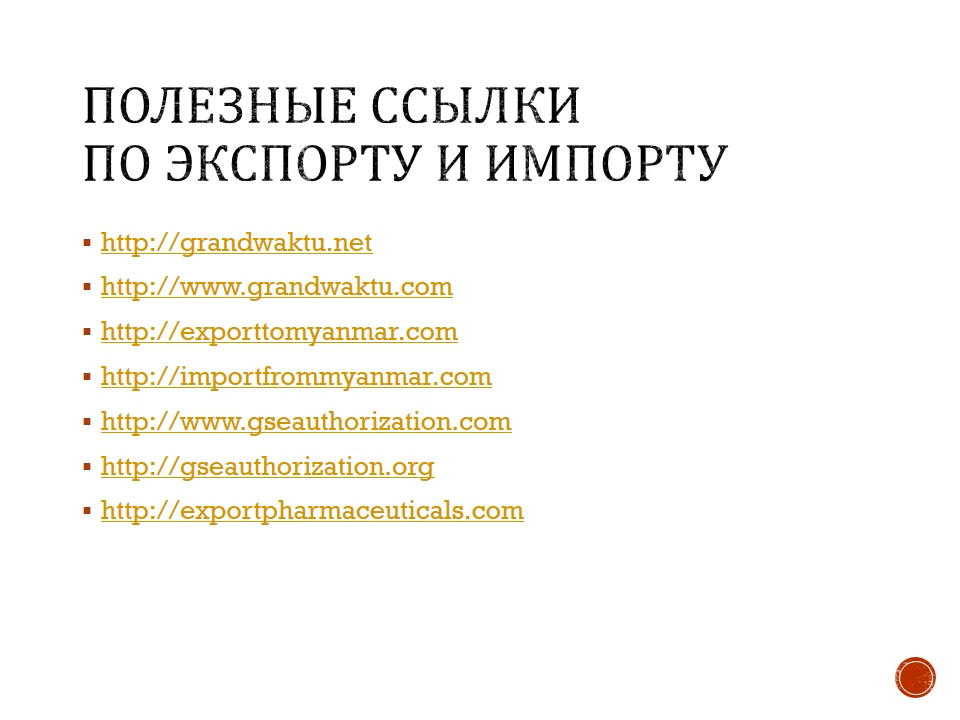 ПОЛЕЗНЫЕ ССЫЛКИ
ПО ЭКСПОРТУ И ИМПОРТУ
▪ http://grandwaktu.net
▪ http://www.grandwaktu.com
▪ http://exporttomyanmar.com
▪ http://importfrommyanmar.com
▪ http://www.gseauthorization.com
▪ http://gseauthorization.org
▪ http://exportpharmaceuticals.com